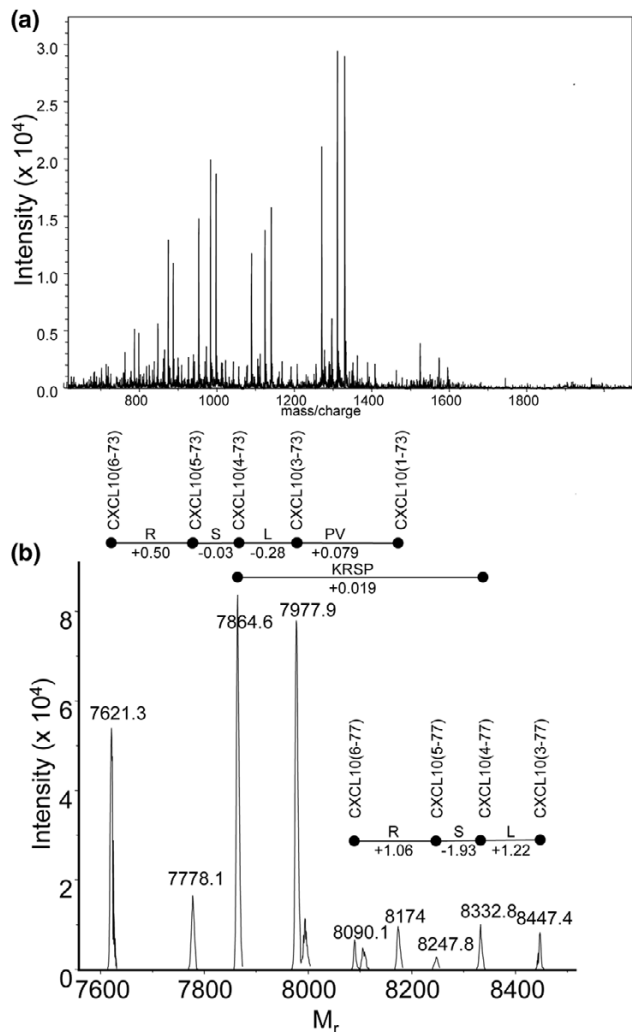 (a)
3.0
2.5
2.0
1.5
1.0
0.5
0.0
Intensity (x 10⁴)
800 1000 1200 1400 1600 1800
mass/charge
CXCL10(6-73) CXCL10(5-73) CXCL10(4-73) CXCL10(3-73) CXCL10(1-73)
R S L PV
+0.50 -0.03 -0.28 +0.079
(b)
KRSP
+0.019
8
6
4
2
0
Intensity (x 10⁴)
7864.6 7977.9
7621.3
7778.1
CXCL10(6-77) CXCL10(5-77) CXCL10(4-77) CXCL10(3-77)
R S L
+1.06 -1.93 +1.22
8090.1 8174 8247.8 8332.8 8447.4
7600 7800 8000 8200 8400
Mr